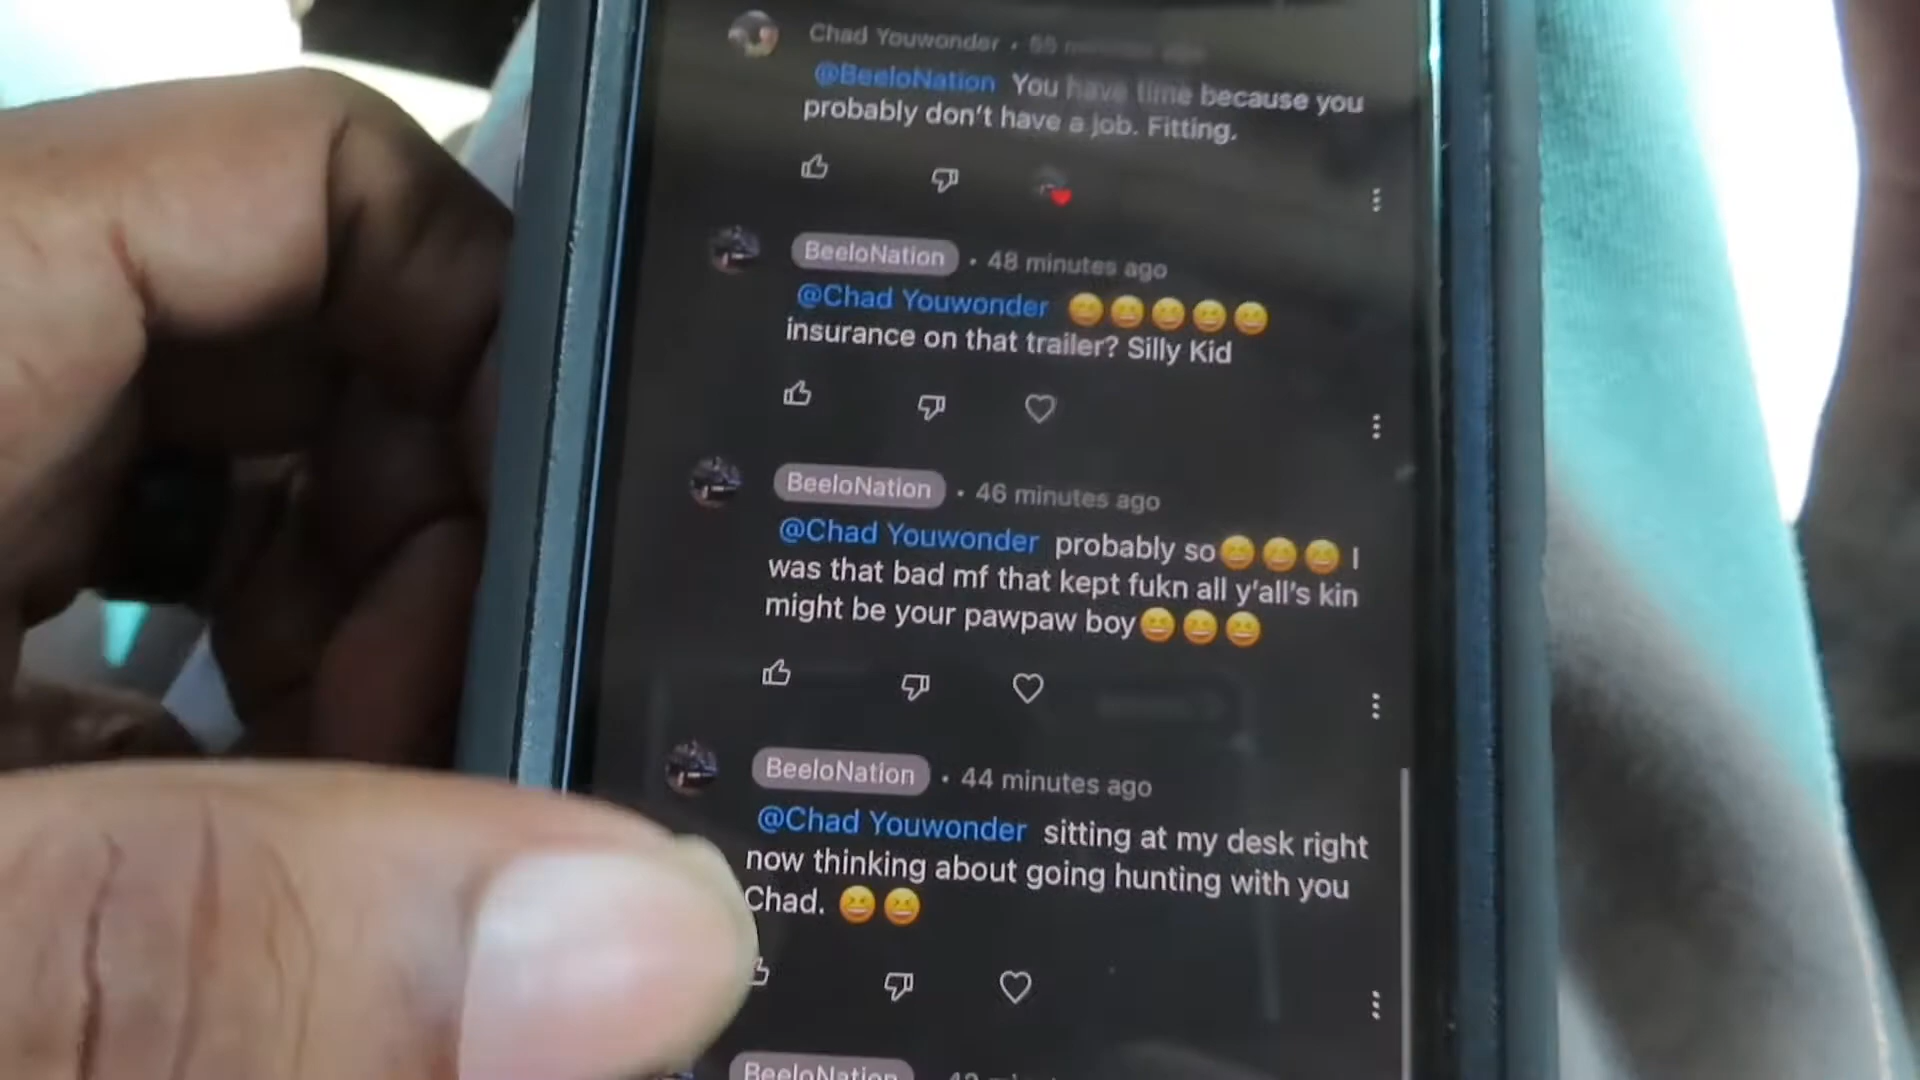 Chad Youwonder
@BeeloNation You have time because you
probably don't have a job. Fitting.
BeeloNation • 48 minutes ago
@Chad Youwonder 😆😆😆😆😆
insurance on that trailer? Silly Kid
BeeloNation • 46 minutes ago
@Chad Youwonder probably so😆😆😆 I
was that bad mf that kept fukn all y'all's kin
might be your pawpaw boy😆😆😆
BeeloNation • 44 minutes ago
@Chad Youwonder sitting at my desk right
now thinking about going hunting with you
Chad. 😆😆
BeeloNation